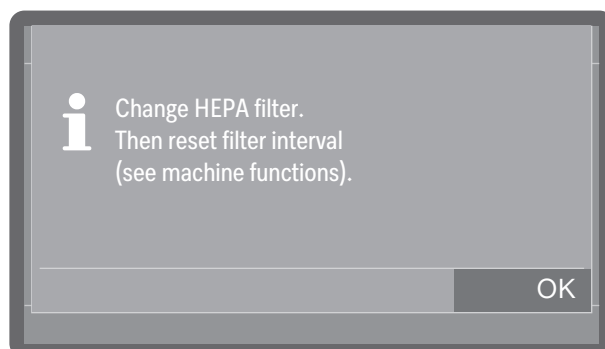 Change HEPA filter.
Then reset filter interval
(see machine functions).
OK